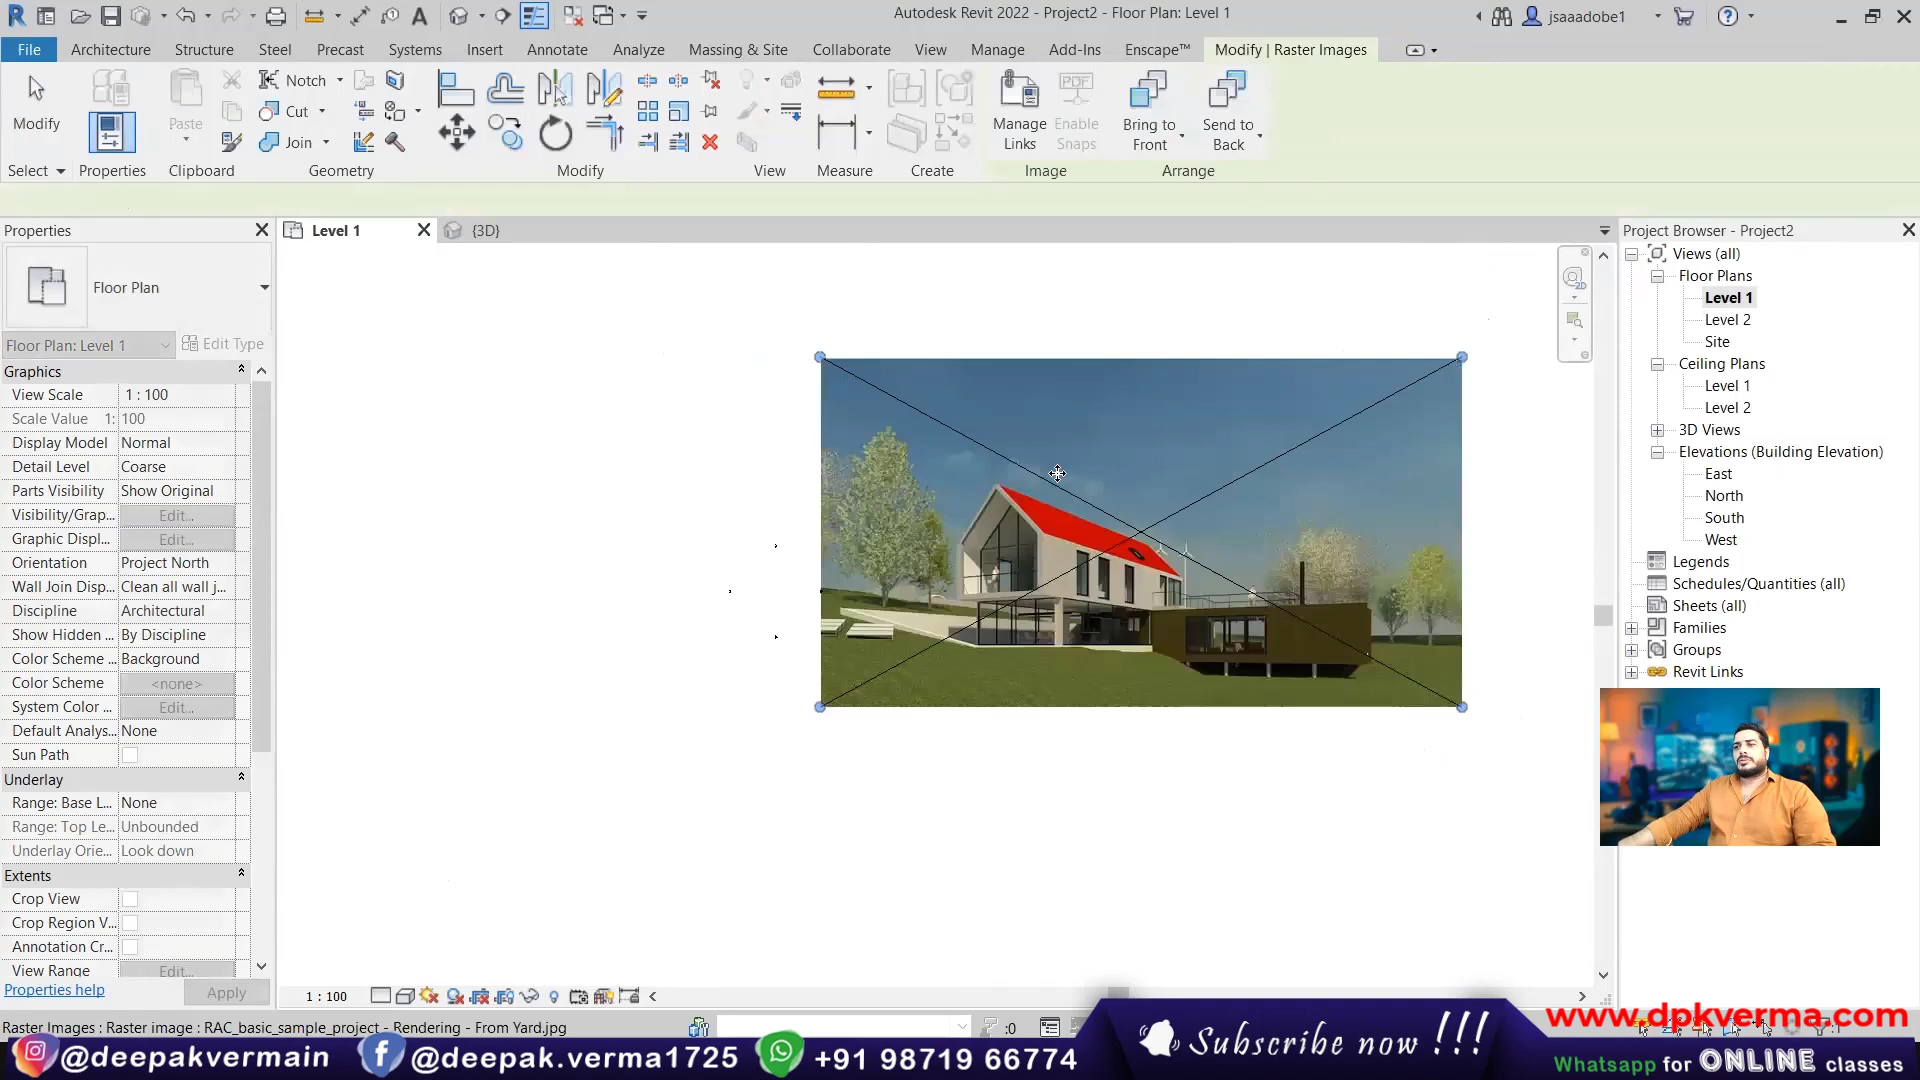 Autodesk Revit 2022 - Project2 - Floor Plan: Level 1
jsaaadobe1
File Architecture Structure Steel Precast Systems Insert Annotate Analyze Massing & Site Collaborate View Manage Add-Ins Enscape™ Modify | Raster Images
Modify
Paste
Notch
Cut
Join
Manage Links
Enable Snaps
PDF
Bring to Front
Send to Back
Select Properties Clipboard Geometry Modify View Measure Create Image Arrange
Properties
Floor Plan
Floor Plan: Level 1 Edit Type
Graphics
View Scale 1 : 100
Scale Value 1: 100
Display Model Normal
Detail Level Coarse
Parts Visibility Show Original
Visibility/Grap... Edit...
Graphic Displ... Edit...
Orientation Project North
Wall Join Disp... Clean all wall j...
Discipline Architectural
Show Hidden ... By Discipline
Color Scheme ... Background
Color Scheme <none>
System Color ... Edit...
Default Analys... None
Sun Path
Underlay
Range: Base L... None
Range: Top Le... Unbounded
Underlay Orie... Look down
Extents
Crop View
Crop Region V...
Annotation Cr...
View Range Edit...
Properties help Apply
Level 1 {3D}
2D
1 : 100
Project Browser - Project2
Views (all)
Floor Plans
Level 1
Level 2
Site
Ceiling Plans
Level 1
Level 2
3D Views
Elevations (Building Elevation)
East
North
South
West
Legends
Schedules/Quantities (all)
Sheets (all)
Families
Groups
Revit Links
Raster Images : Raster image : RAC_basic_sample_project - Rendering - From Yard.jpg
:0
:1
@deepakvermain @deepak.verma1725 +91 98719 66774
Subscribe now !!!
www.dpkverma.com
Whatsapp for ONLINE classes